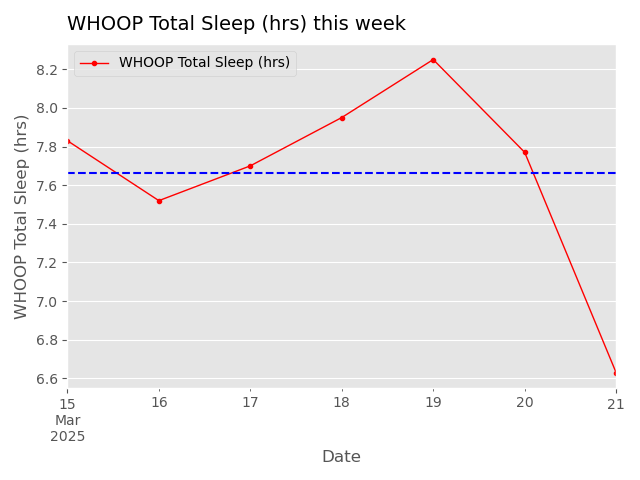 WHOOP Total Sleep (hrs) this week
WHOOP Total Sleep (hrs)
WHOOP Total Sleep (hrs)
8.2
8.0
7.8
7.6
7.4
7.2
7.0
6.8
6.6
15 16 17 18 19 20 21
Mar
2025
Date